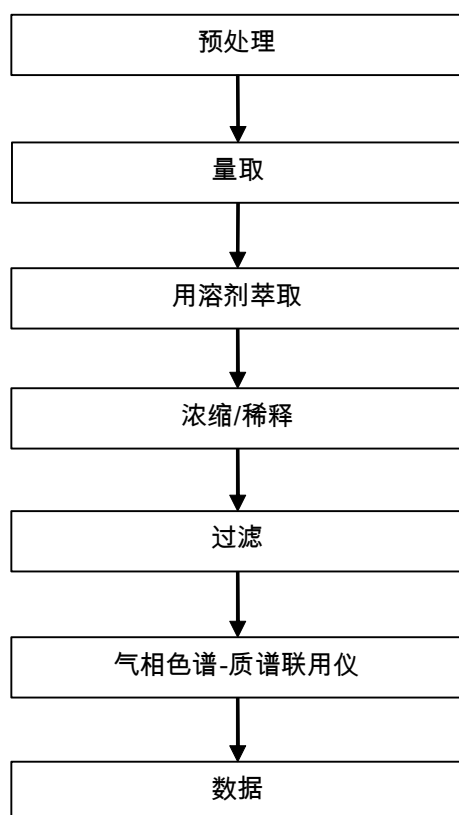 预处理
量取
用溶剂萃取
浓缩/稀释
过滤
气相色谱-质谱联用仪
数据